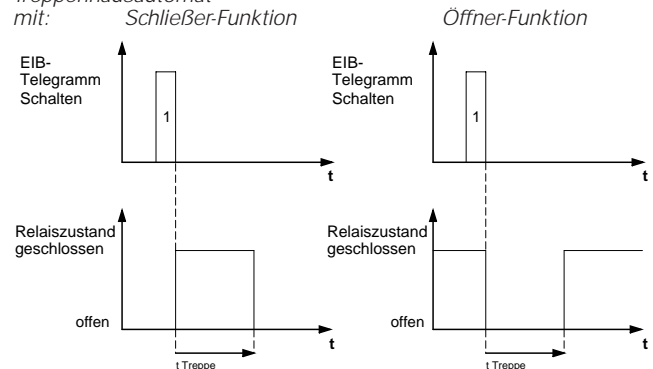 Treppenhausautomat
mit: Schließer-Funktion Öffner-Funktion
EIB-
Telegramm
Schalten
1
t
EIB-
Telegramm
Schalten
1
t
Relaiszustand
geschlossen
offen
t
t Treppe
Relaiszustand
geschlossen
offen
t
t Treppe